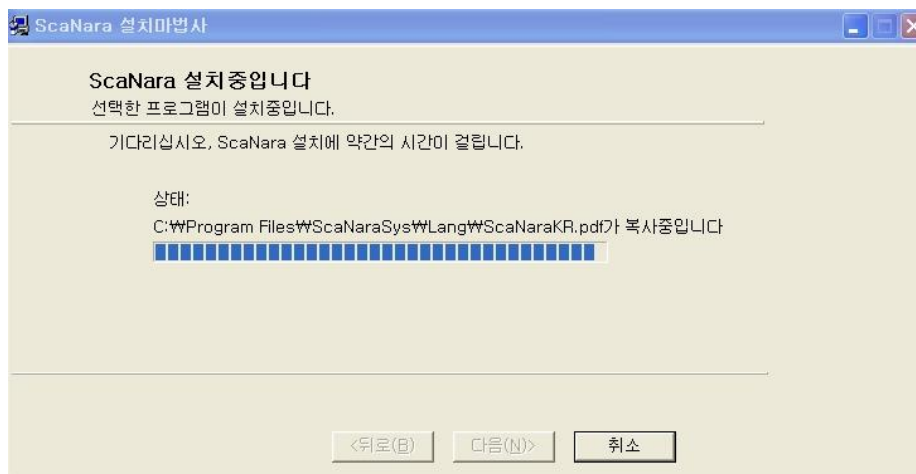 ScaNara 설치마법사
ScaNara 설치중입니다
선택한 프로그램이 설치중입니다.
기다리십시오, ScaNara 설치에 약간의 시간이 걸립니다.
상태:
C:₩Program Files₩ScaNaraSys₩Lang₩ScaNaraKR.pdf가 복사중입니다
<뒤로(B) 다음(N)> 취소